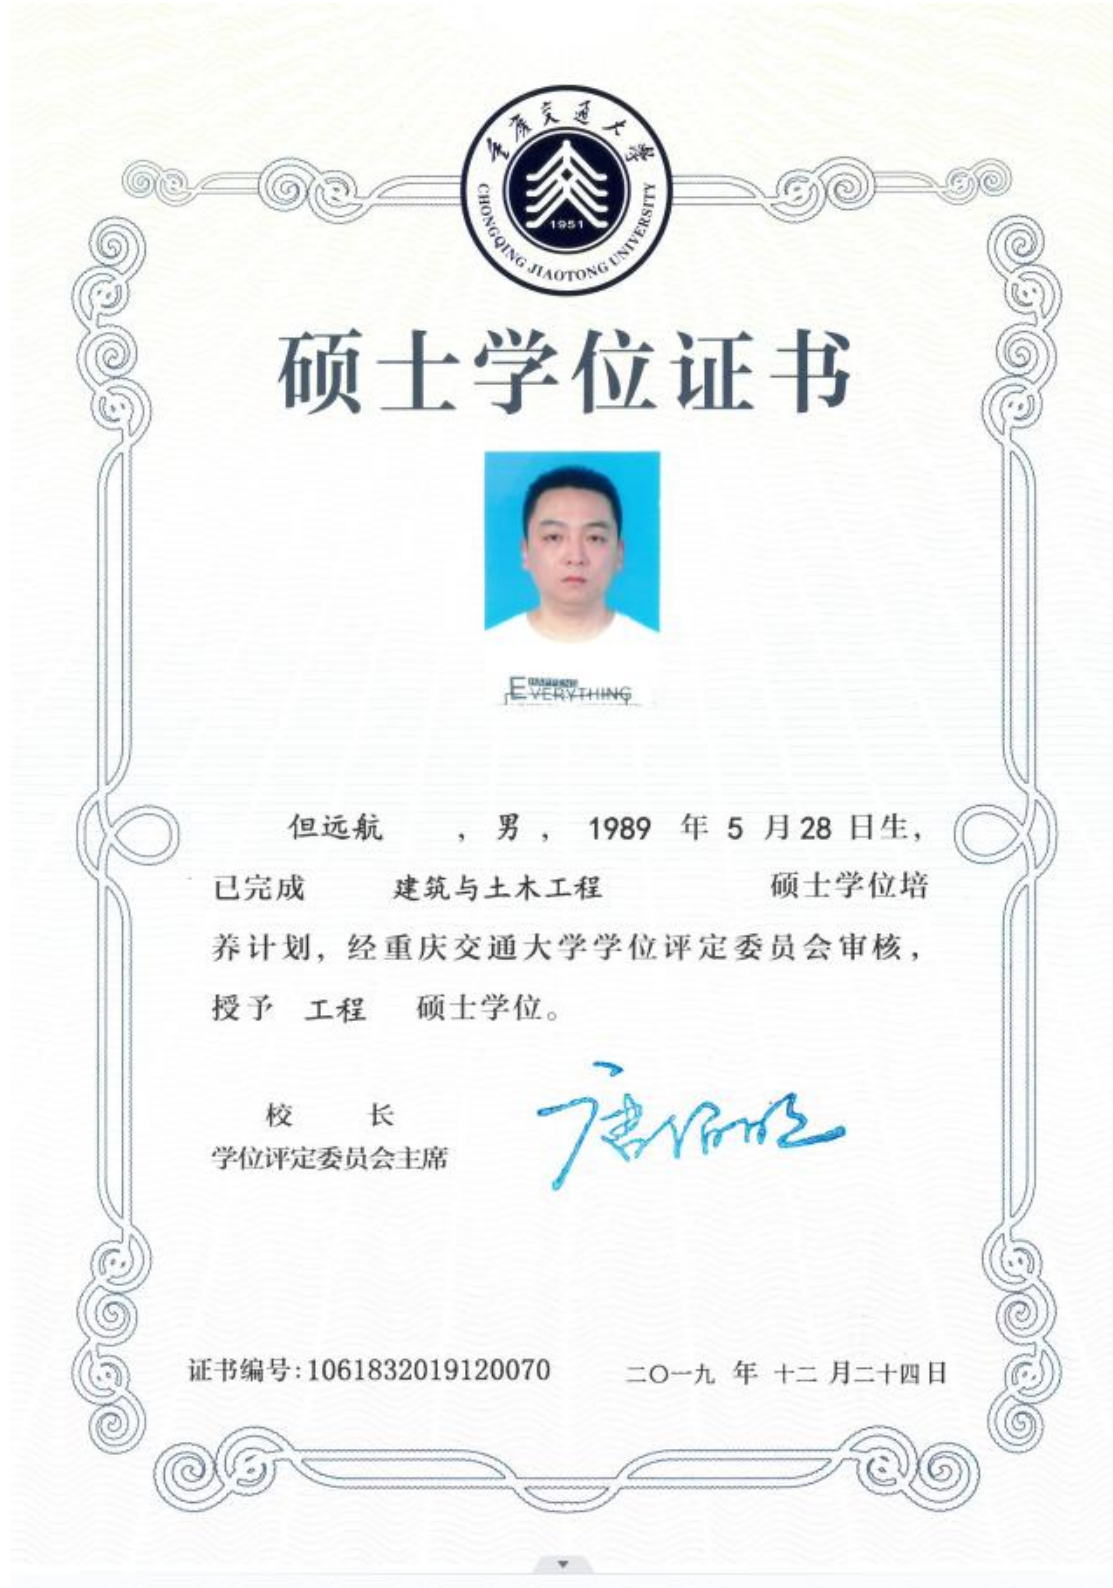 重庆交通大学
CHONGQING JIAOTONG UNIVERSITY
1951
硕士学位证书
EVERYTHING
但远航 , 男 , 1989 年 5 月 28 日生,
已完成 建筑与土木工程 硕士学位培
养计划, 经重庆交通大学学位评定委员会审核,
授予 工程 硕士学位。
校 长
唐伯明
学位评定委员会主席
证书编号:1061832019120070 二〇一九 年 十二 月二十四日